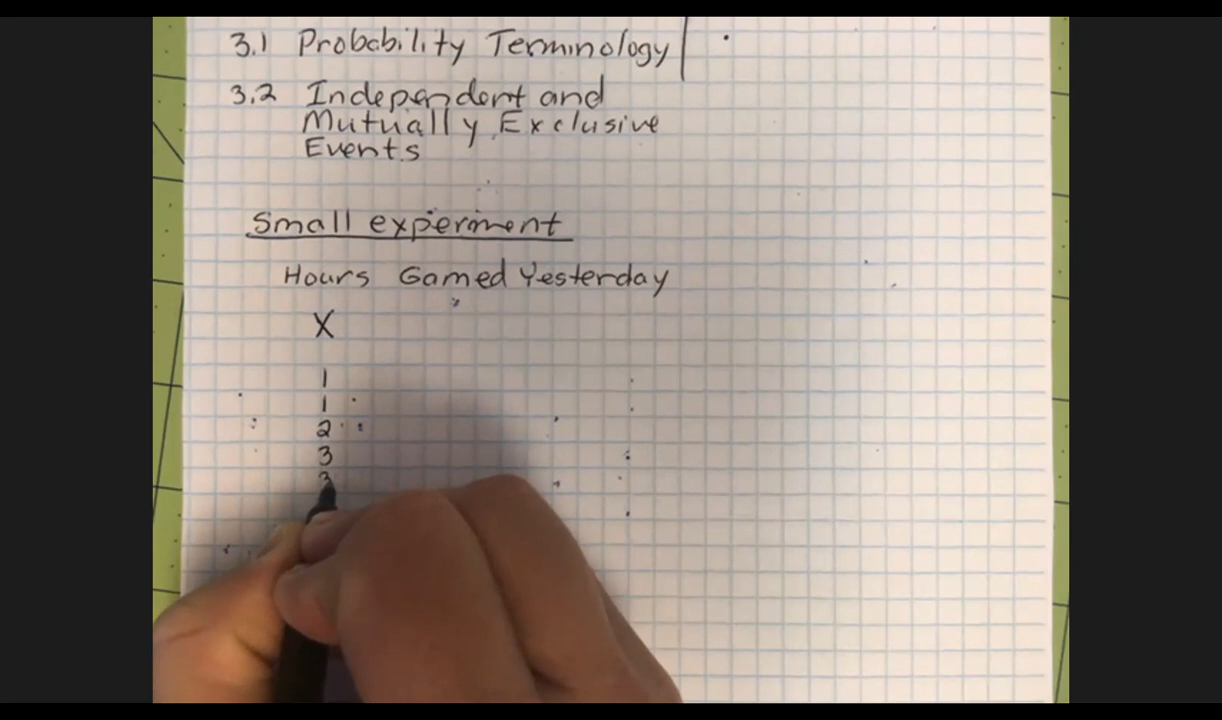 3.1 Probability Terminology
3.2 Independent and
Mutually Exclusive
Events
Small experiment
Hours Gamed Yesterday
X
1
1
2
3
3